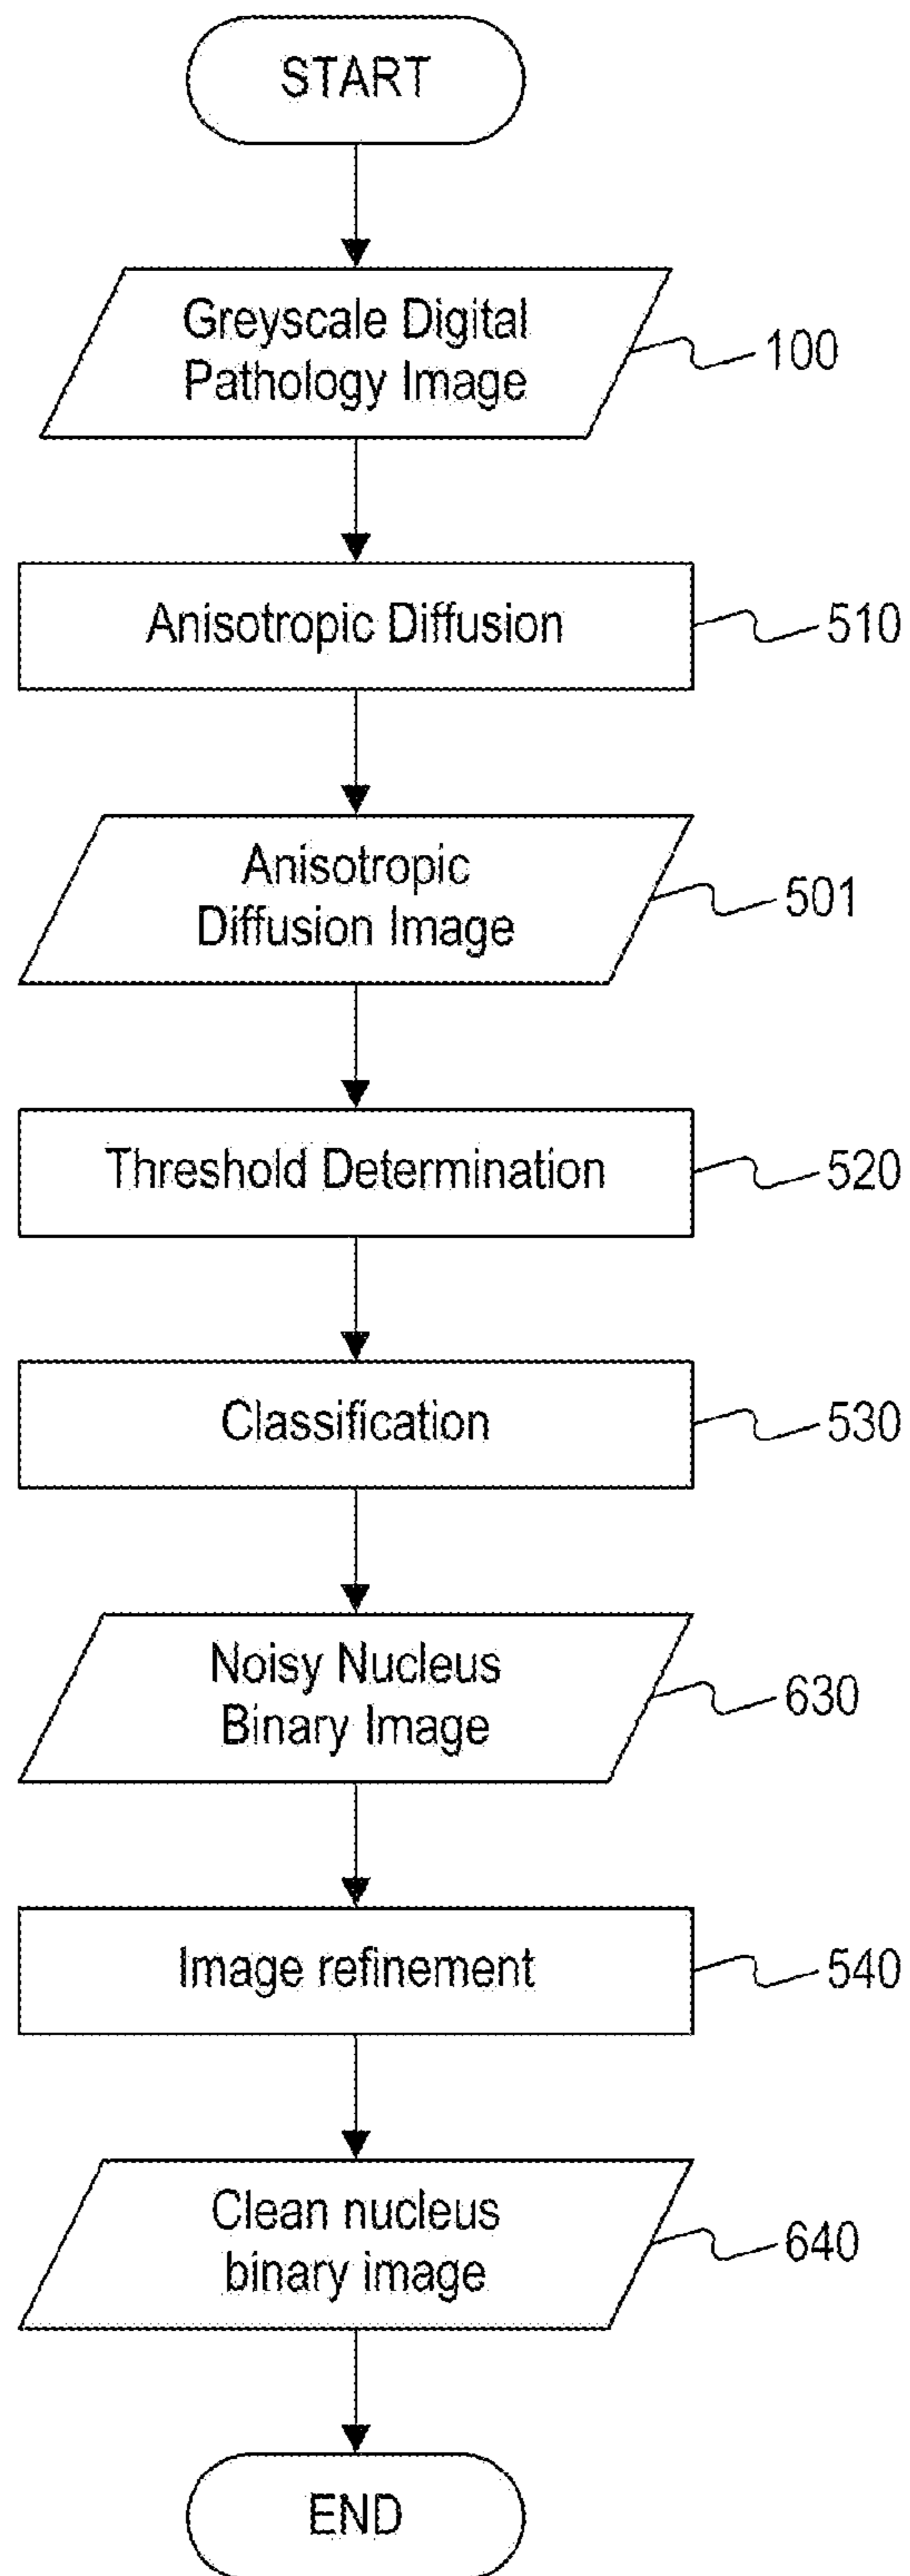 START
Greyscale Digital
Pathology Image
100
Anisotropic Diffusion
510
Anisotropic
Diffusion Image
501
Threshold Determination
520
Classification
530
Noisy Nucleus
Binary Image
630
Image refinement
540
Clean nucleus
binary image
640
END